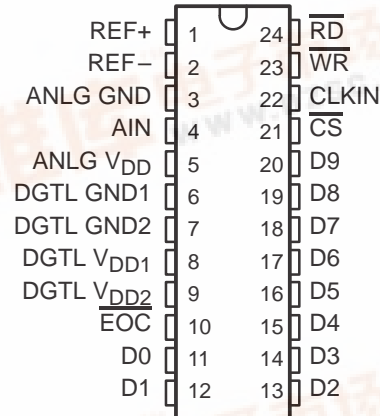 REF+ 1 24 RD
REF− 2 23 WR
ANLG GND 3 22 CLKIN
AIN 4 21 CS
ANLG VDD 5 20 D9
DGTL GND1 6 19 D8
DGTL GND2 7 18 D7
DGTL VDD1 8 17 D6
DGTL VDD2 9 16 D5
EOC 10 15 D4
D0 11 14 D3
D1 12 13 D2